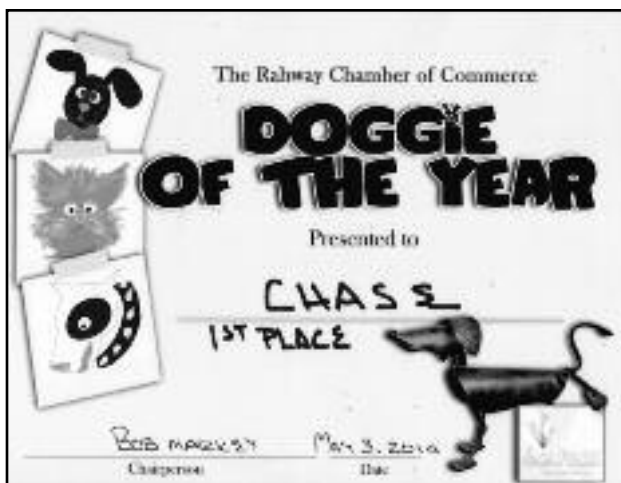 The Rahway Chamber of Commerce
DOGGIE
OF THE YEAR
Presented to
CHASE
1ST PLACE
BOB MARKEY May 3, 2010
Chairperson Date